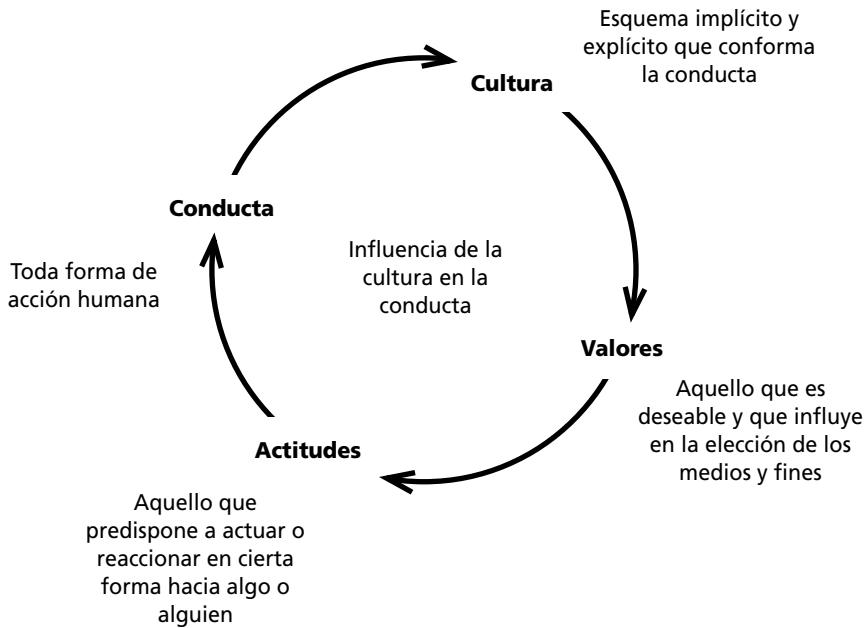 Esquema implícito y
explícito que conforma
la conducta
Cultura
Conducta
Influencia de la
cultura en la
conducta
Toda forma de
acción humana
Valores
Aquello que es
deseable y que influye
en la elección de los
medios y fines
Actitudes
Aquello que
predispone a actuar o
reaccionar en cierta
forma hacia algo o
alguien